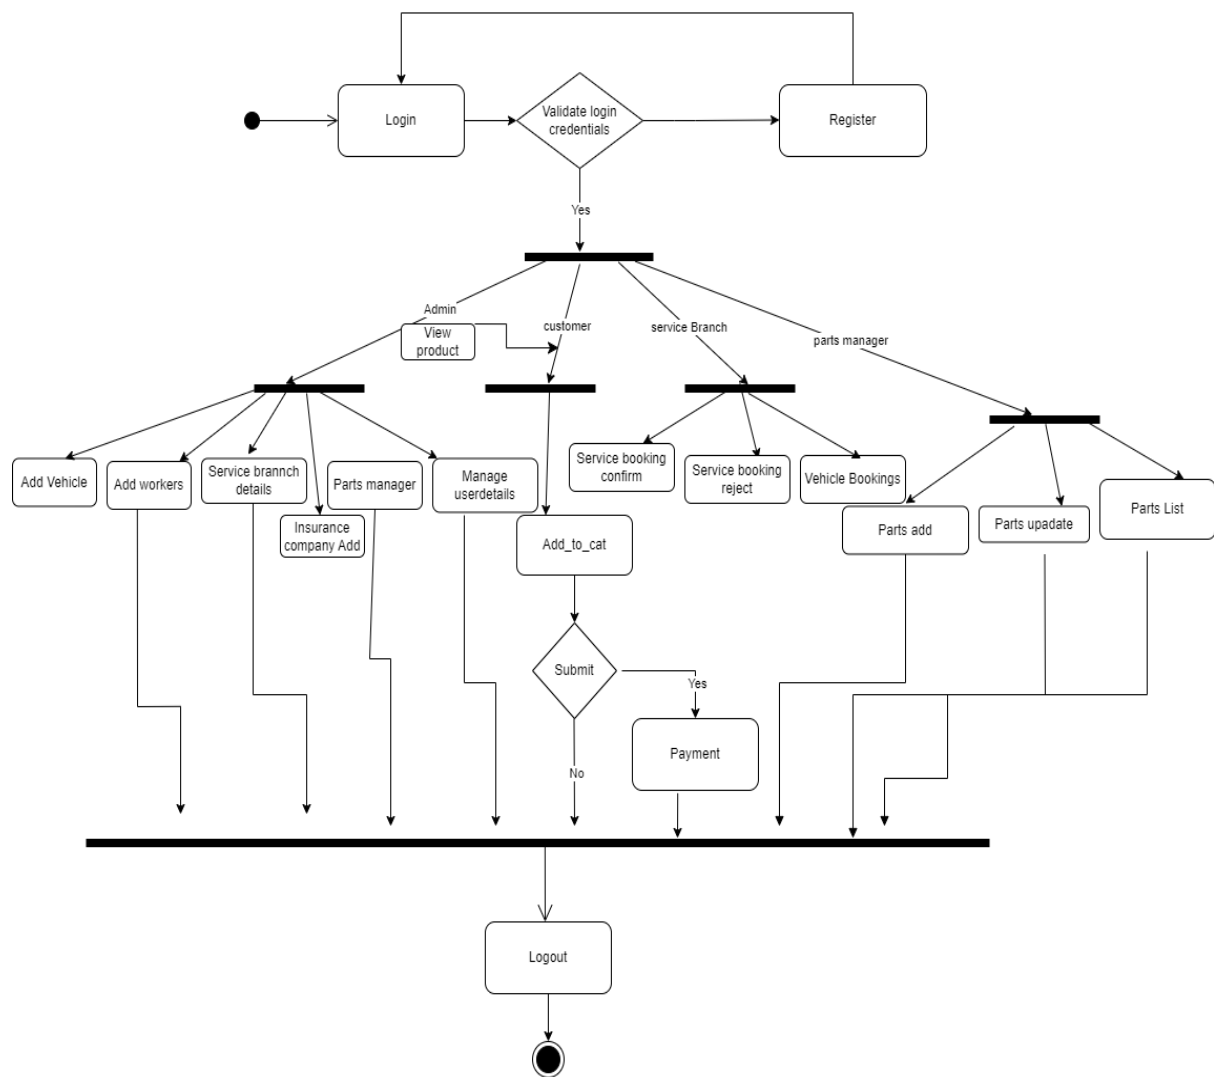 Login
Validate login
credentials
Register
Yes
Admin
View
product
customer
service Branch
parts manager
Add Vehicle
Add workers
Service brannch
details
Parts manager
Insurance
company Add
Manage
userdetails
Add_to_cat
Service booking
confirm
Service booking
reject
Vehicle Bookings
Parts add
Parts upadate
Parts List
Submit
Yes
Payment
No
Logout